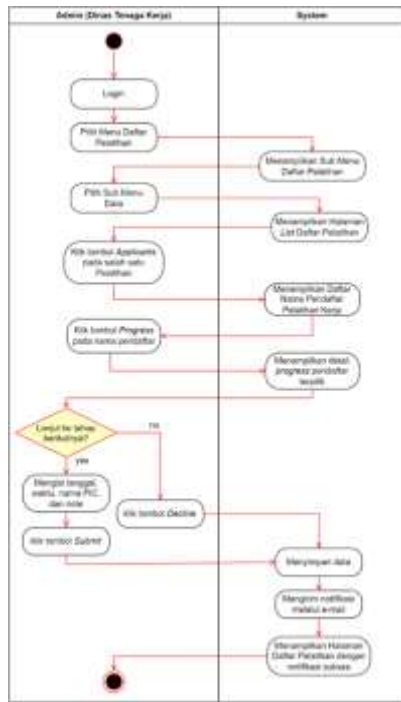 Admin (Dinas Tenaga Kerja)
System
Login
Pilih Menu Daftar
Pelatihan
Menampilkan Sub Menu
Daftar Pelatihan
Pilih Sub Menu
Data
Menampilkan Halaman
List Daftar Pelatihan
Klik tombol Applicants
pada salah satu
Pelatihan
Menampilkan Daftar
Nama Pendaftar
Pelatihan Kerja
Klik tombol Progress
pada nama pendaftar
Menampilkan detail
progress pendaftar
Lanjut ke tahap
berikutnya?
no
yes
Mengisi tanggal,
waktu, nama PIC,
dan note
Klik tombol Decline
Klik tombol Submit
Menyimpan data
Mengirim notifikasi
melalui e-mail
Menampilkan Halaman
Daftar Pelatihan dengan
notifikasi sukses